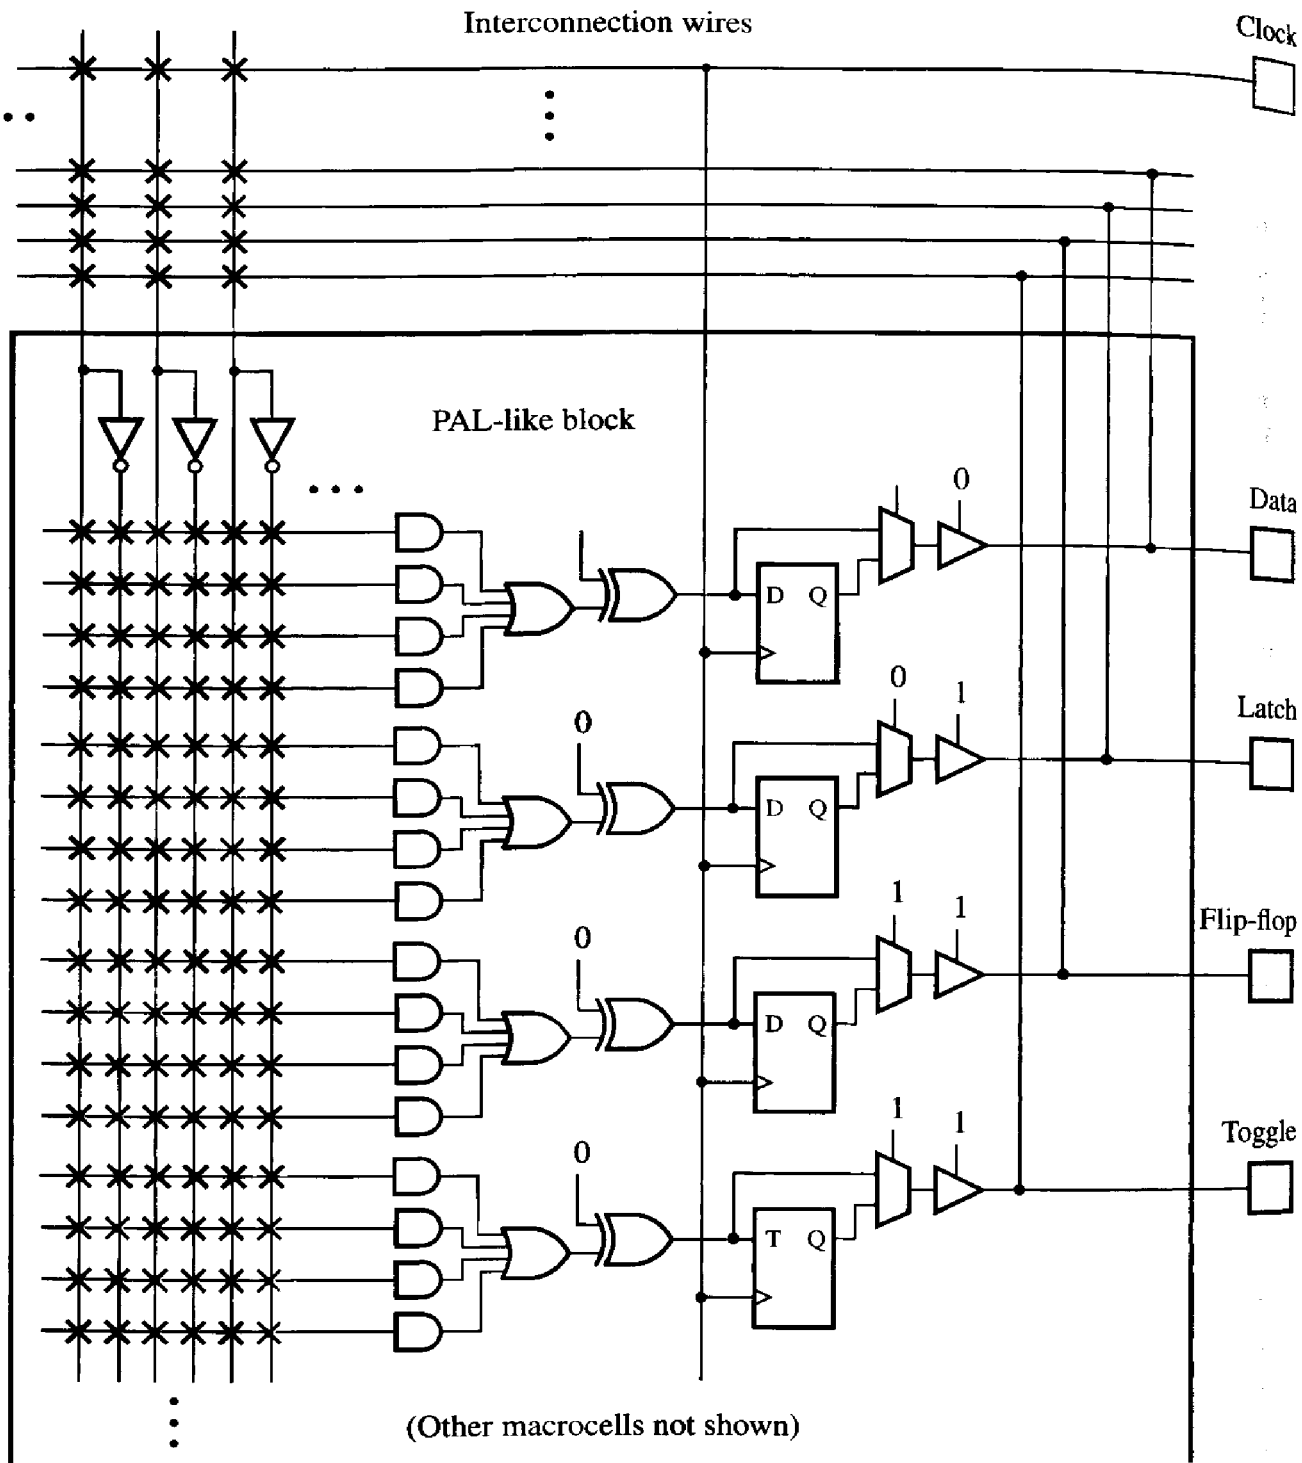 Interconnection wires
Clock
PAL-like block
0
Data
D Q
0
1
Latch
0
D Q
1
1
Flip-flop
0
D Q
1
1
Toggle
0
T Q
(Other macrocells not shown)